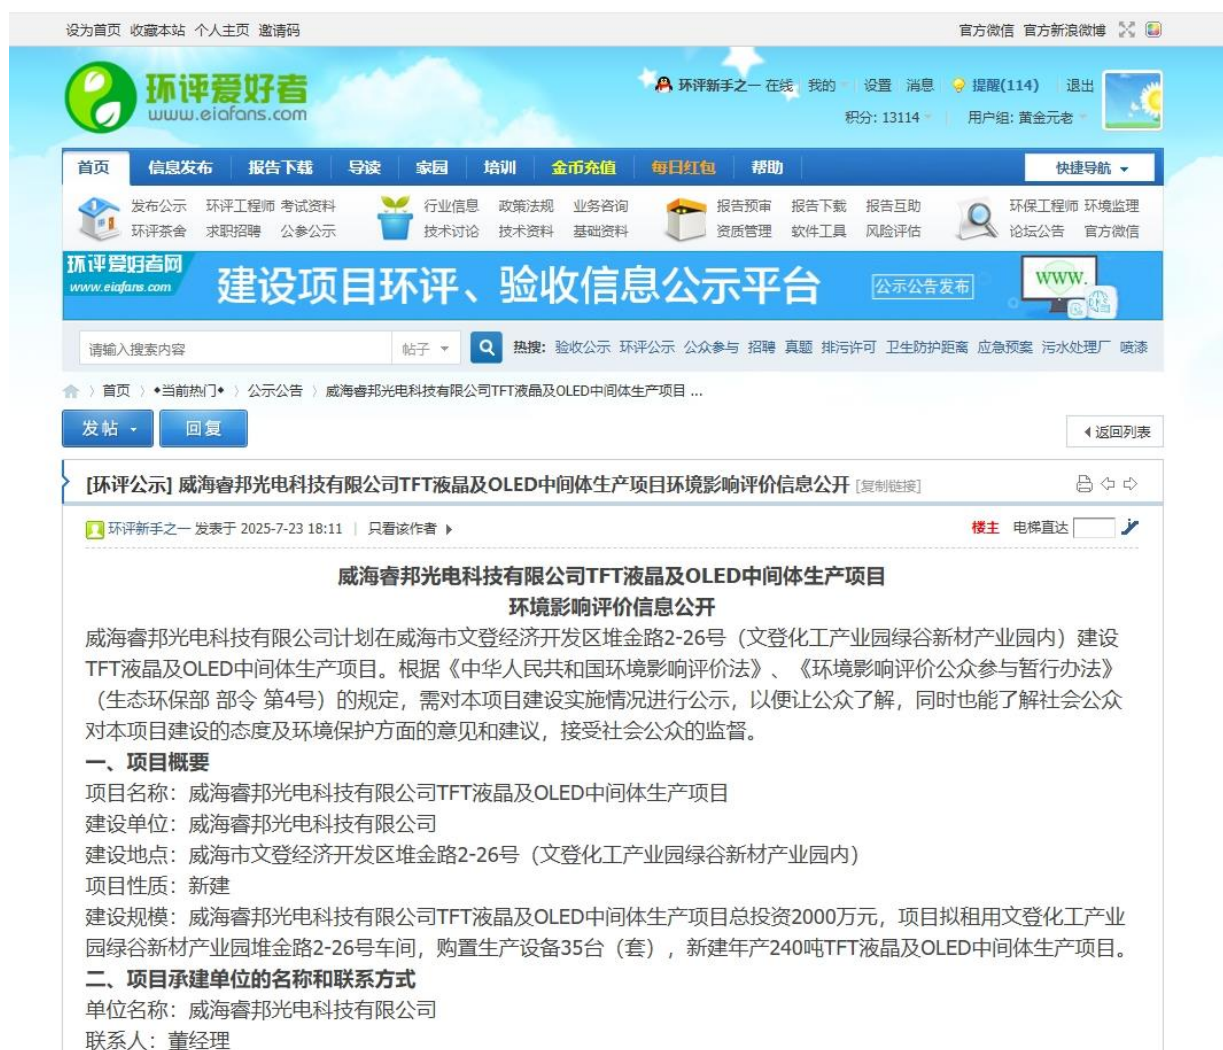 设为首页 收藏本站 个人主页 邀请码 官方微信 官方新浪微博
环评爱好者
www.eiafans.com
环评新手之一 在线 我的 设置 消息 提醒(114) 退出
积分: 13114 用户组: 黄金元老
首页 信息发布 报告下载 导读 家园 培训 金币充值 每日红包 帮助 快捷导航
发布公示 环评工程师 考试资料 行业信息 政策法规 业务咨询 报告预审 报告下载 报告互助 环保工程师 环境监理
环评茶舍 求职招聘 公参公示 技术讨论 技术资料 基础资料 资质管理 软件工具 风险评估 论坛公告 官方微信
环评爱好者网
www.eiafans.com
建设项目环评、验收信息公示平台 公示公告发布 www.
请输入搜索内容 帖子 热搜: 验收公示 环评公示 公众参与 招聘 真题 排污许可 卫生防护距离 应急预案 污水处理厂 喷漆
首页 〉 •当前热门• 〉 公示公告 〉 威海睿邦光电科技有限公司TFT液晶及OLED中间体生产项目 ...
发帖 回复 返回列表
[环评公示] 威海睿邦光电科技有限公司TFT液晶及OLED中间体生产项目环境影响评价信息公开 [复制链接]
环评新手之一 发表于 2025-7-23 18:11 | 只看该作者 楼主 电梯直达
威海睿邦光电科技有限公司TFT液晶及OLED中间体生产项目
环境影响评价信息公开
威海睿邦光电科技有限公司计划在威海市文登经济开发区堆金路2-26号（文登化工产业园绿谷新材产业园内）建设
TFT液晶及OLED中间体生产项目。根据《中华人民共和国环境影响评价法》、《环境影响评价公众参与暂行办法》
（生态环保部 部令 第4号）的规定，需对本项目建设实施情况进行公示，以便让公众了解，同时也能了解社会公众
对本项目建设的态度及环境保护方面的意见和建议，接受社会公众的监督。
一、项目概要
项目名称：威海睿邦光电科技有限公司TFT液晶及OLED中间体生产项目
建设单位：威海睿邦光电科技有限公司
建设地点：威海市文登经济开发区堆金路2-26号（文登化工产业园绿谷新材产业园内）
项目性质：新建
建设规模：威海睿邦光电科技有限公司TFT液晶及OLED中间体生产项目总投资2000万元，项目拟租用文登化工产业
园绿谷新材产业园堆金路2-26号车间，购置生产设备35台（套），新建年产240吨TFT液晶及OLED中间体生产项目。
二、项目承建单位的名称和联系方式
单位名称：威海睿邦光电科技有限公司
联系人：董经理